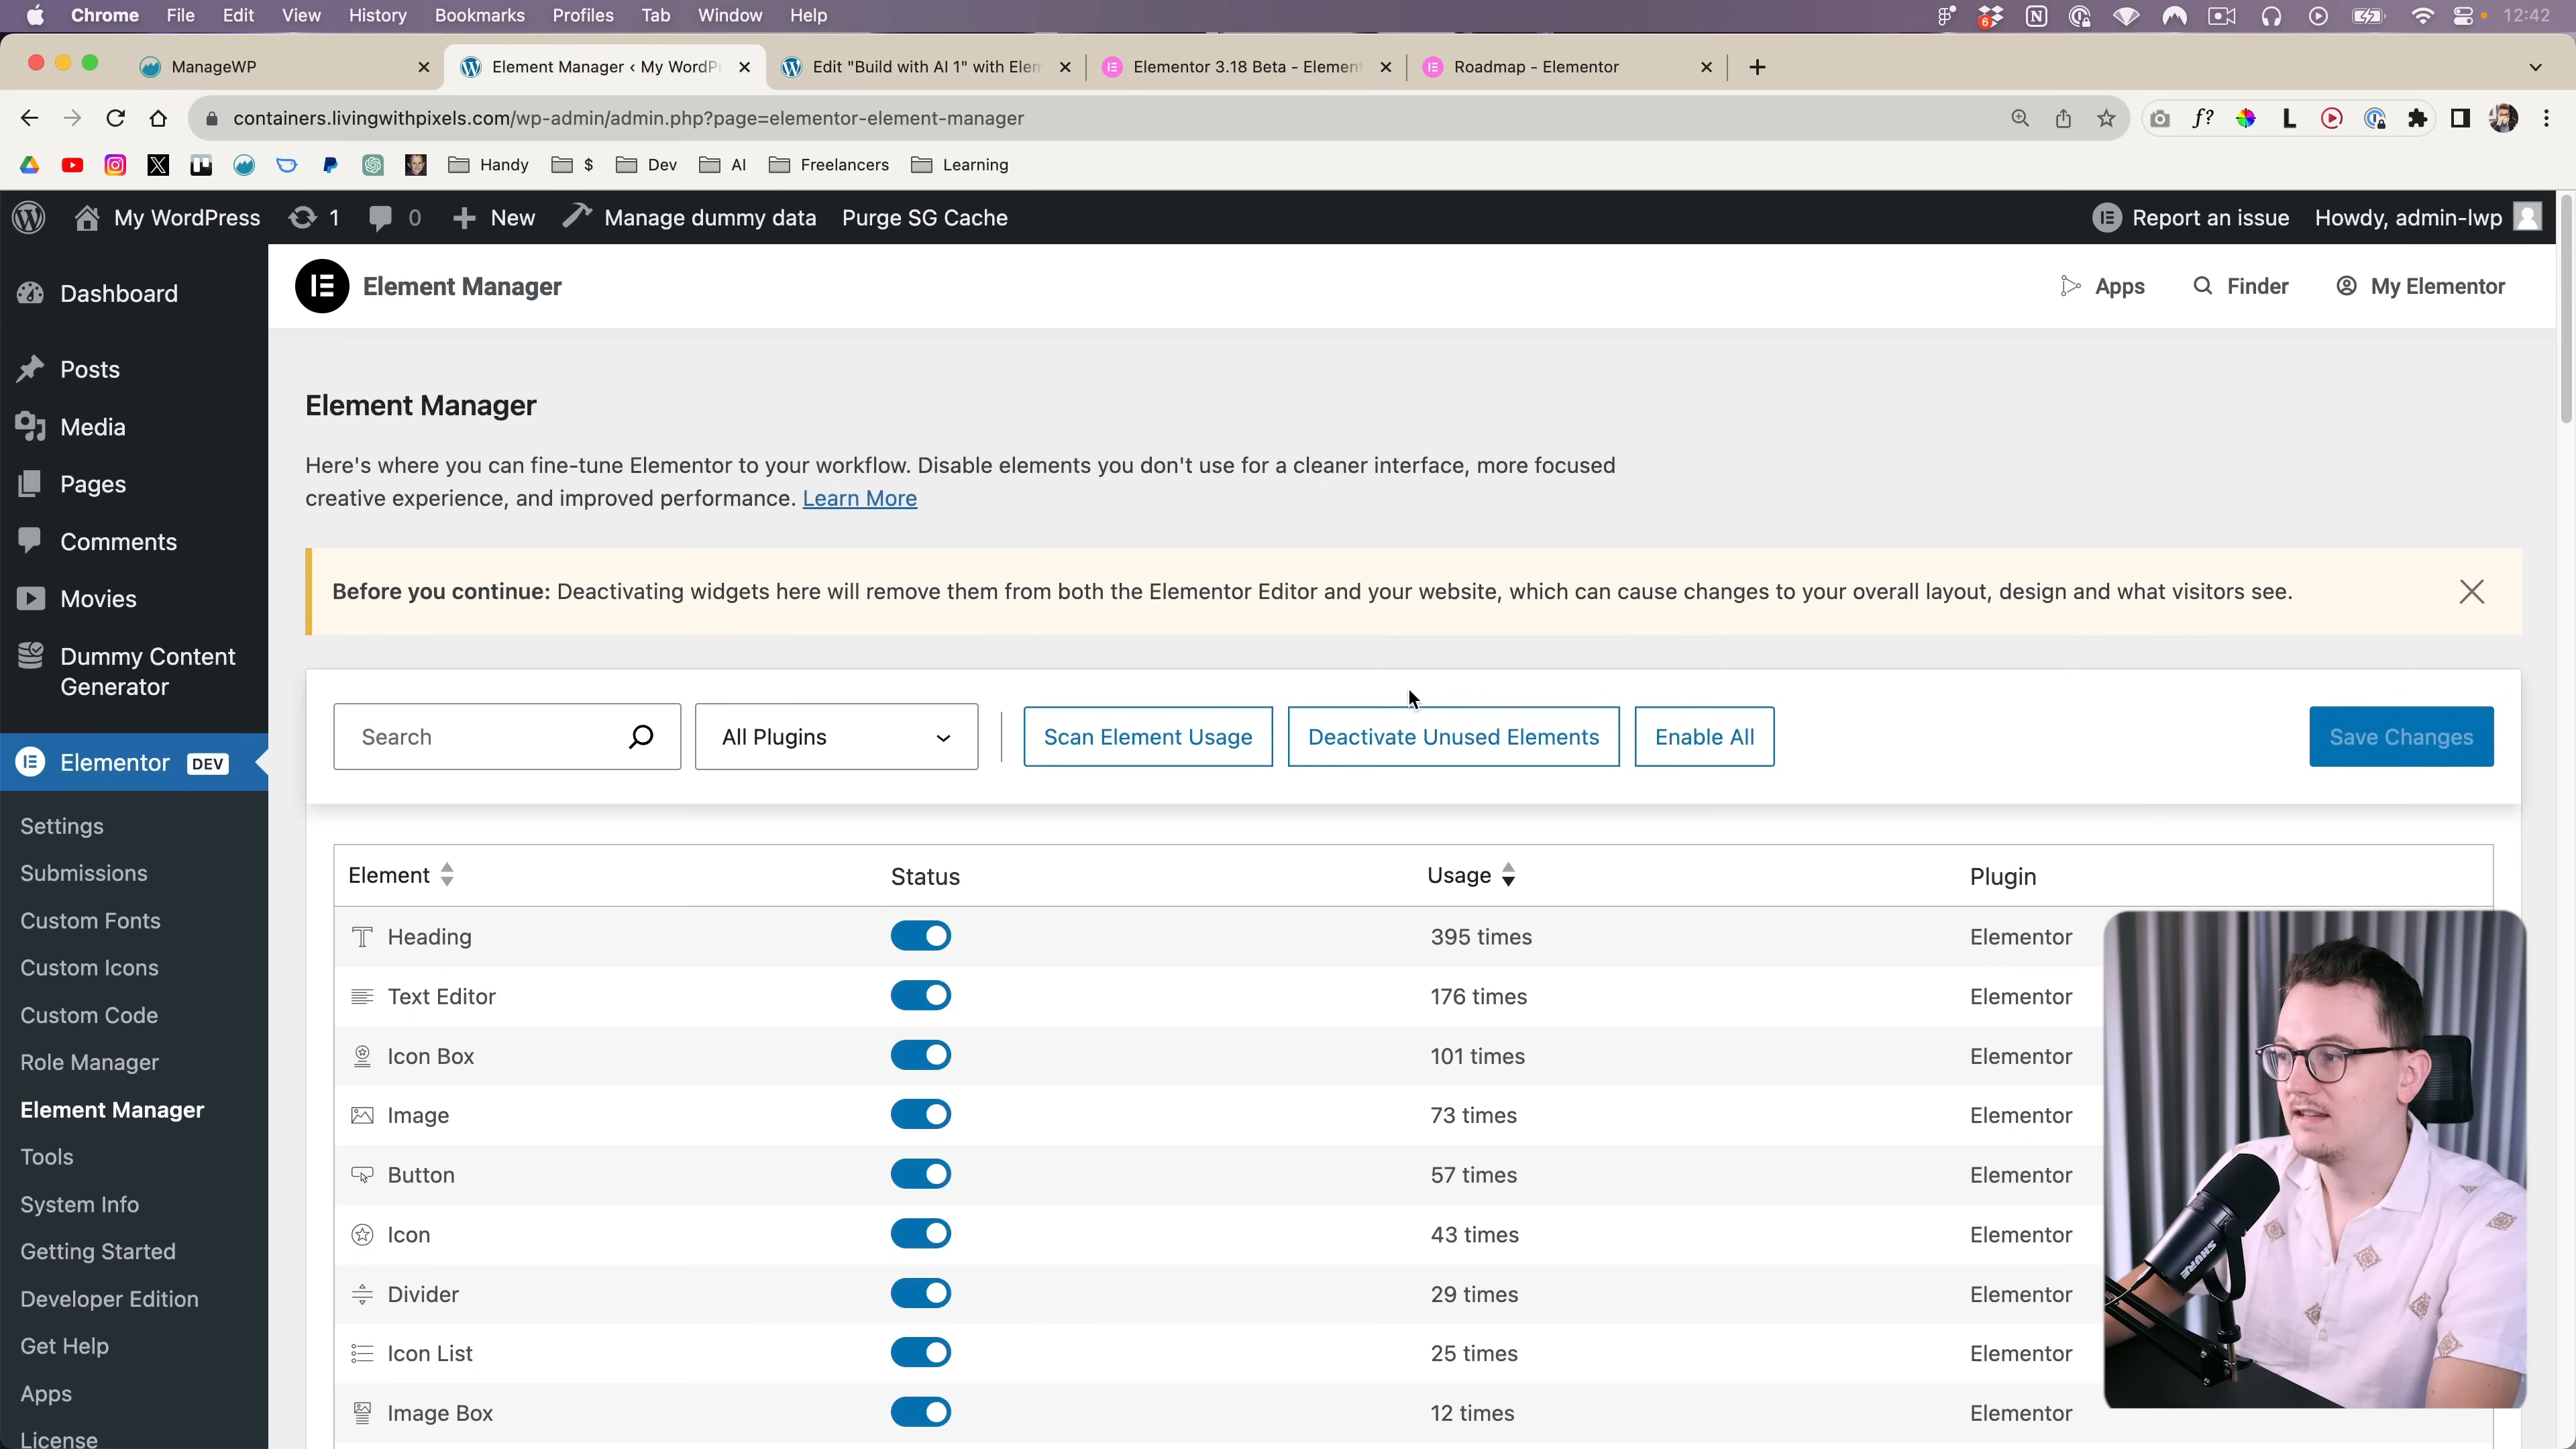 Chrome File Edit View History Bookmarks Profiles Tab Window Help
6
12:42
ManageWP
Element Manager ‹ My WordP
Edit "Build with AI 1" with Elem
Elementor 3.18 Beta - Element
Roadmap - Elementor
containers.livingwithpixels.com/wp-admin/admin.php?page=elementor-element-manager
f?
L
Handy $ Dev AI Freelancers Learning
My WordPress 1 0 New Manage dummy data Purge SG Cache
Report an issue Howdy, admin-lwp
Dashboard
Posts
Media
Pages
Comments
Movies
Dummy Content
Generator
Elementor DEV
Settings
Submissions
Custom Fonts
Custom Icons
Custom Code
Role Manager
Element Manager
Tools
System Info
Getting Started
Developer Edition
Get Help
Apps
License
Element Manager
Apps Finder My Elementor
Element Manager
Here's where you can fine-tune Elementor to your workflow. Disable elements you don't use for a cleaner interface, more focused
creative experience, and improved performance. Learn More
Before you continue: Deactivating widgets here will remove them from both the Elementor Editor and your website, which can cause changes to your overall layout, design and what visitors see.
Search
All Plugins
Scan Element Usage
Deactivate Unused Elements
Enable All
Save Changes
Element Status Usage Plugin
Heading 395 times Elementor
Text Editor 176 times Elementor
Icon Box 101 times Elementor
Image 73 times Elementor
Button 57 times Elementor
Icon 43 times Elementor
Divider 29 times Elementor
Icon List 25 times Elementor
Image Box 12 times Elementor
SHURE